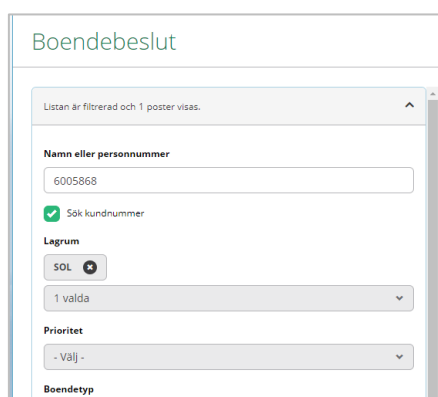 Boendebeslut
Listan är filtrerad och 1 poster visas.
Namn eller personnummer
6005868
Sök kundnummer
Lagrum
SOL
1 valda
Prioritet
- Välj -
Boendetyp